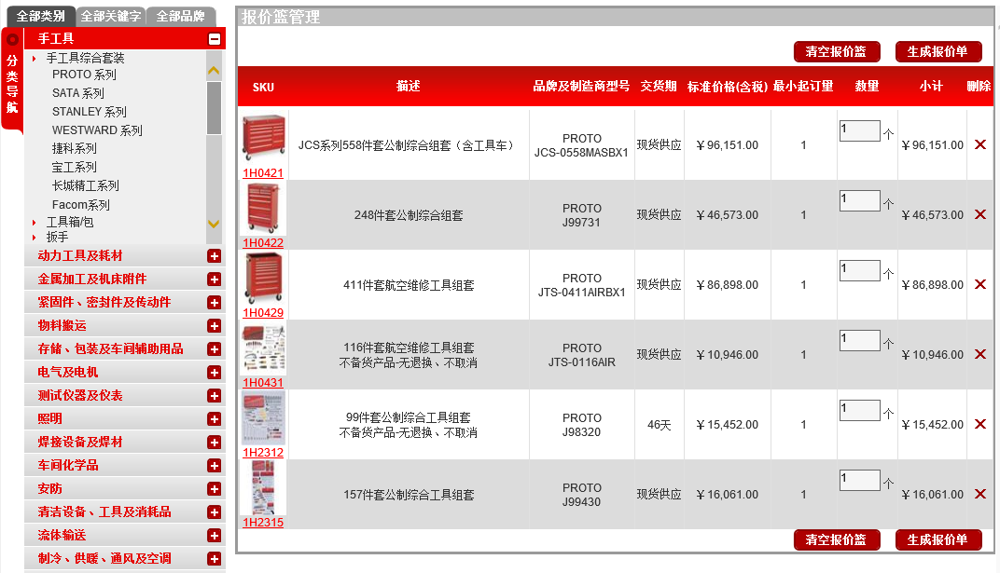 全部类别 全部关键字 全部品牌
分类导航
手工具
手工具综合套装
PROTO 系列
SATA 系列
STANLEY 系列
WESTWARD 系列
捷科系列
宝工系列
长城精工系列
Facom系列
工具箱/包
扳手
动力工具及耗材
金属加工及机床附件
紧固件、密封件及传动件
物料搬运
存储、包装及车间辅助用品
电气及电机
测试仪器及仪表
照明
焊接设备及焊材
车间化学品
安防
清洁设备、工具及消耗品
流体输送
制冷、供暖、通风及空调
报价篮管理
清空报价篮 生成报价单
SKU 描述 品牌及制造商型号 交货期 标准价格(含税) 最小起订量 数量 小计 删除
1H0421 JCS系列558件套公制综合组套（含工具车） PROTO
JCS-0558MASBX1 现货供应 ￥96,151.00 1 1 个 ￥96,151.00
1H0422 248件套公制综合组套 PROTO
J99731 现货供应 ￥46,573.00 1 1 个 ￥46,573.00
1H0429 411件套航空维修工具组套 PROTO
JTS-0411AIRBX1 现货供应 ￥86,898.00 1 1 个 ￥86,898.00
1H0431 116件套航空维修工具组套
不备货产品-无退换、不取消 PROTO
JTS-0116AIR 现货供应 ￥10,946.00 1 1 个 ￥10,946.00
1H2312 99件套公制综合工具组套
不备货产品-无退换、不取消 PROTO
J98320 46天 ￥15,452.00 1 1 个 ￥15,452.00
1H2315 157件套公制综合工具组套 PROTO
J99430 现货供应 ￥16,061.00 1 1 个 ￥16,061.00
清空报价篮 生成报价单